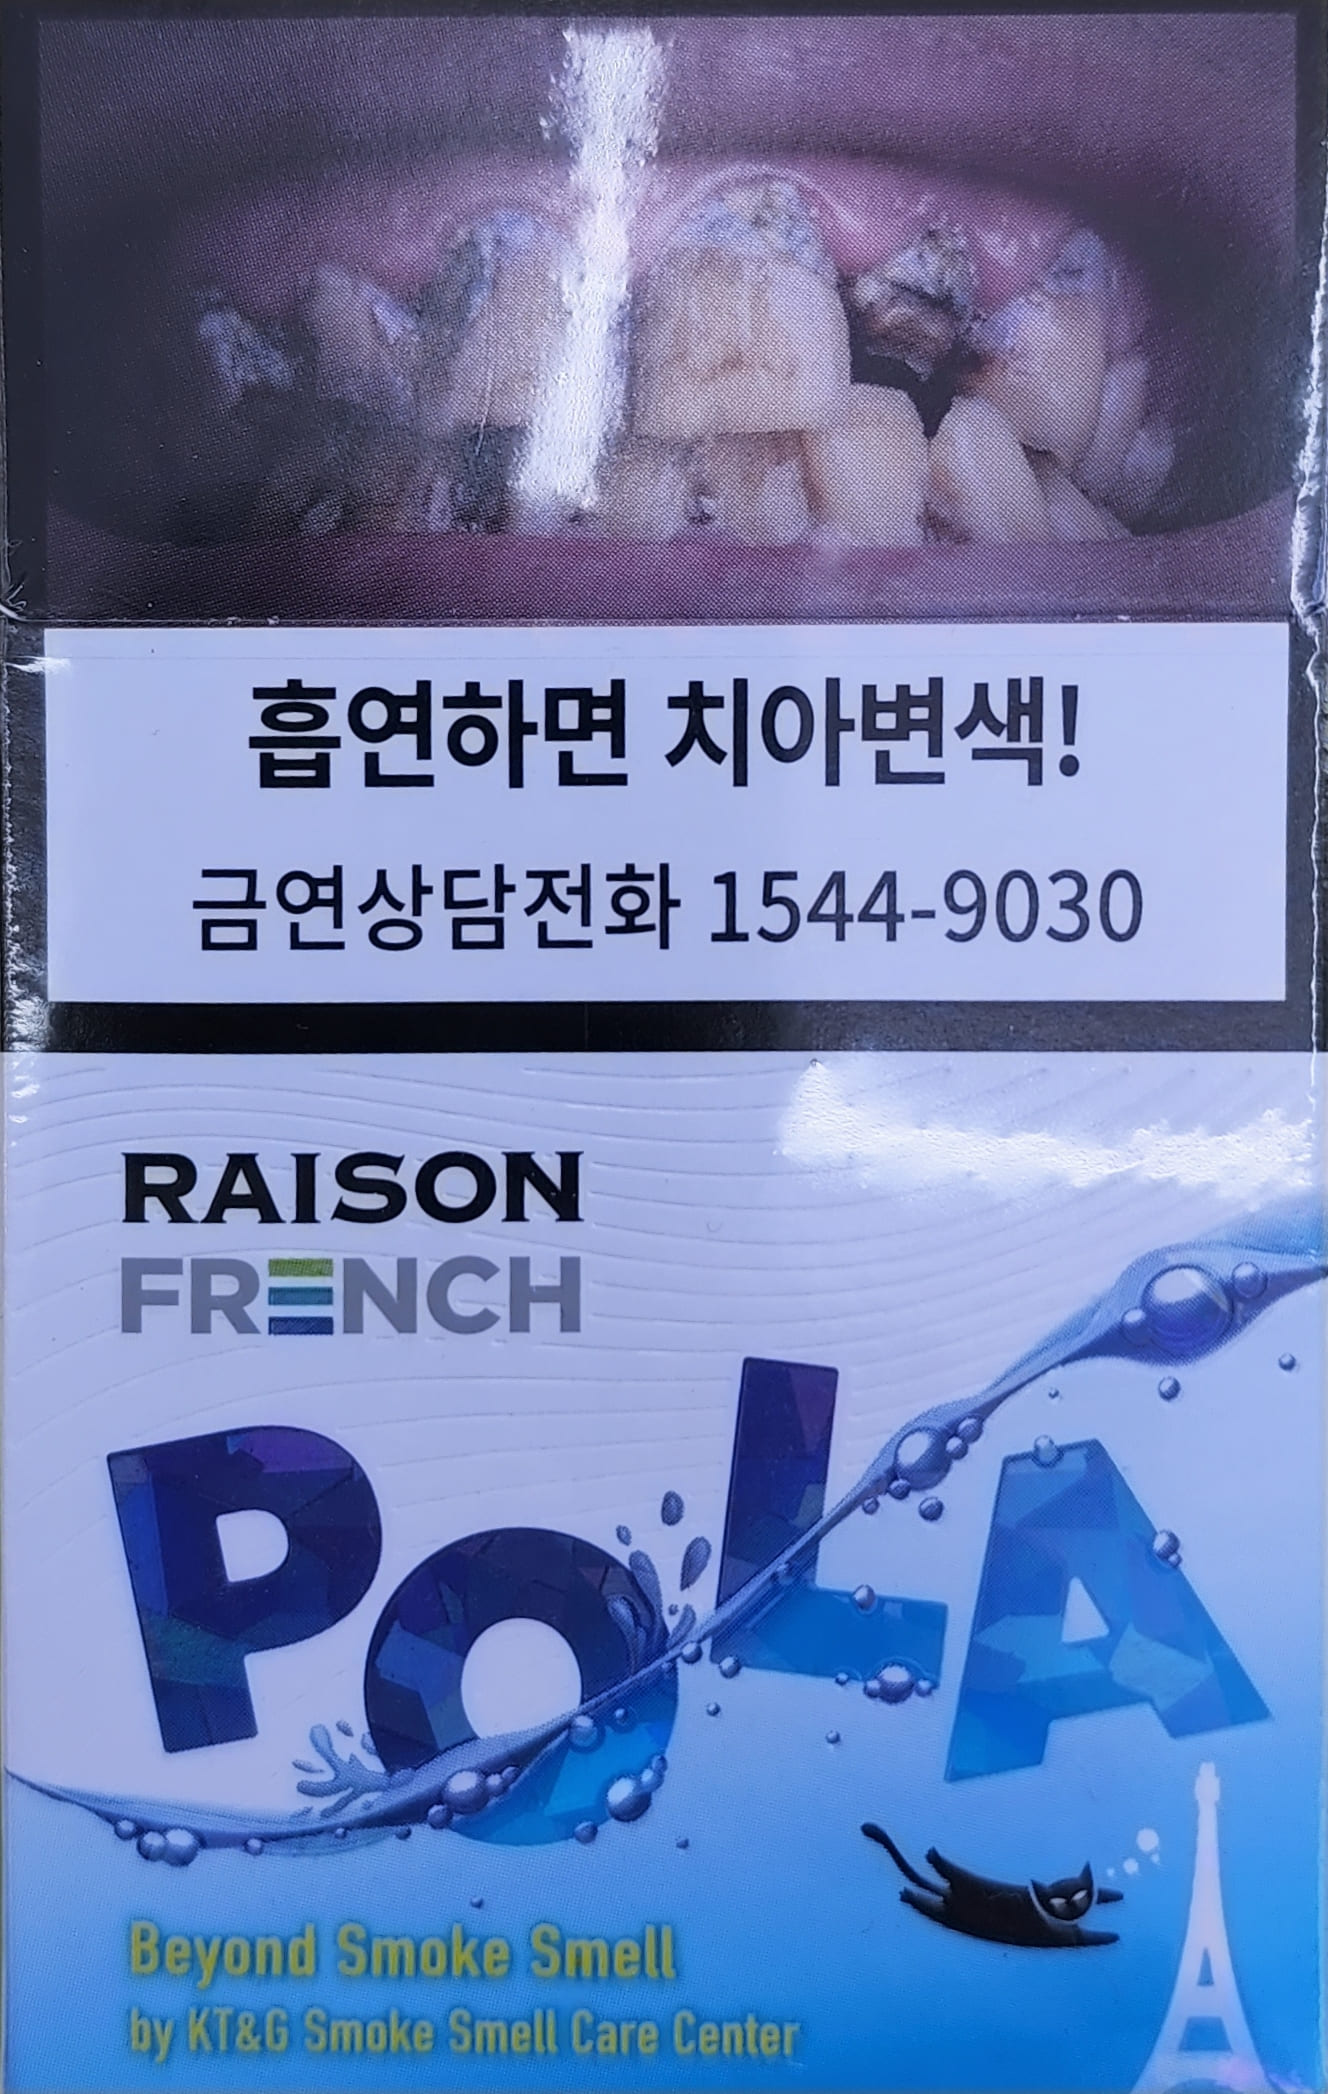 흡연하면 치아변색!
금연상담전화 1544-9030
RAISON
FRENCH
POLA
Beyond Smoke Smell
by KT&G Smoke Smell Care Center